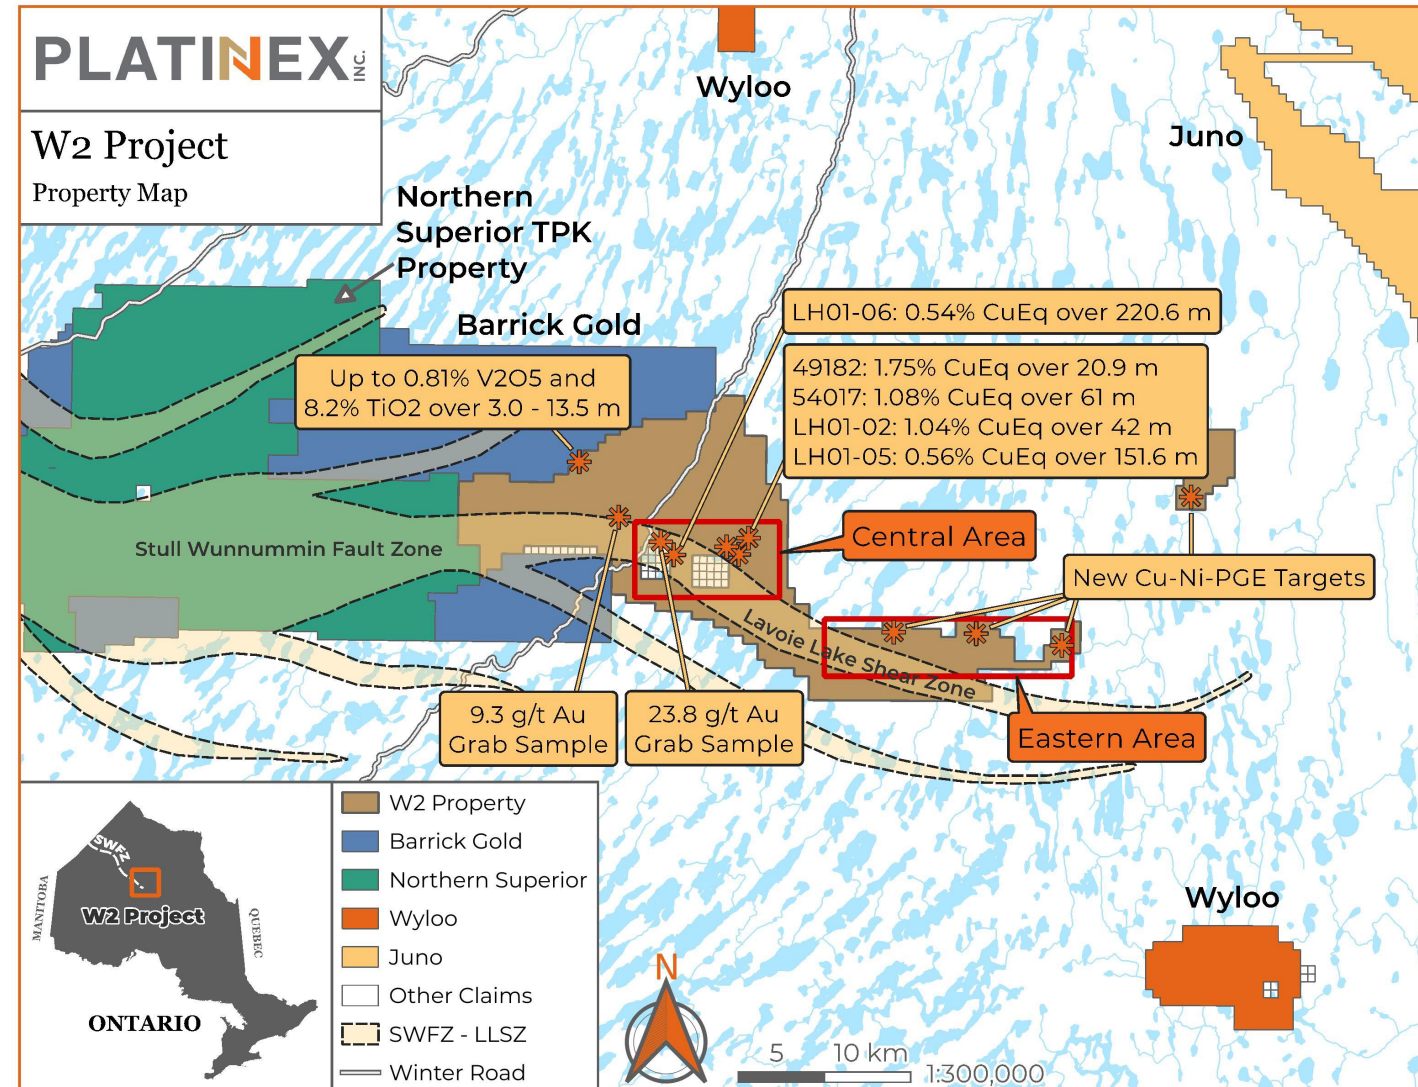 PLATINEX INC.
W2 Project
Property Map
Wyloo
Juno
Northern
Superior TPK
Property
Barrick Gold
LH01-06: 0.54% CuEq over 220.6 m
Up to 0.81% V2O5 and
8.2% TiO2 over 3.0 - 13.5 m
49182: 1.75% CuEq over 20.9 m
54017: 1.08% CuEq over 61 m
LH01-02: 1.04% CuEq over 42 m
LH01-05: 0.56% CuEq over 151.6 m
Stull Wunnummin Fault Zone
Central Area
New Cu-Ni-PGE Targets
Lavoie Lake Shear Zone
9.3 g/t Au
Grab Sample
23.8 g/t Au
Grab Sample
Eastern Area
SWFZ
MANITOBA
W2 Project
QUEBEC
ONTARIO
W2 Property
Barrick Gold
Northern Superior
Wyloo
Juno
Other Claims
SWFZ - LLSZ
Winter Road
Wyloo
N
5 10 km
1:300,000